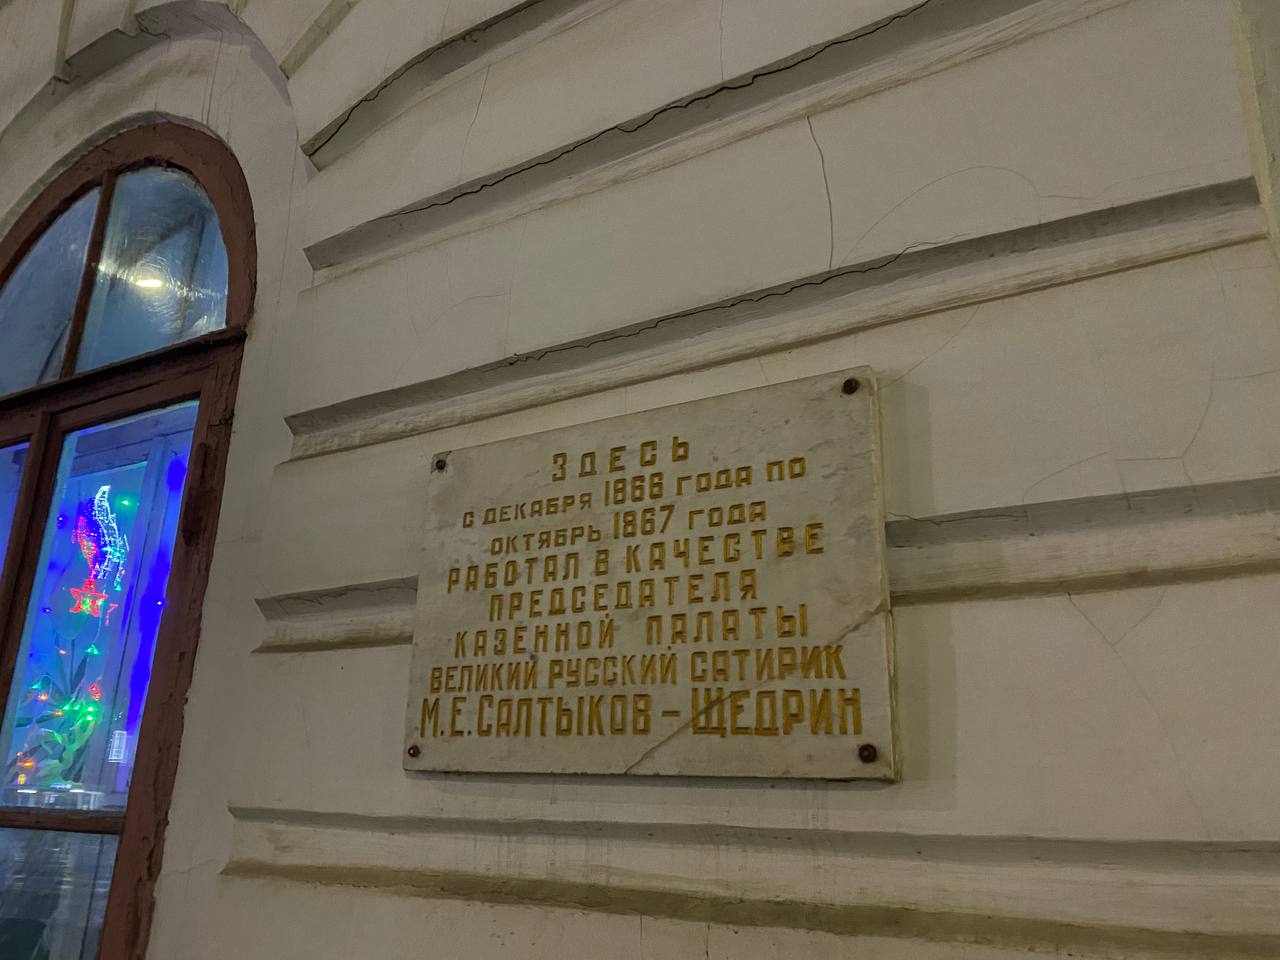 ЗДЕСЬ
С ДЕКАБРЯ 1866 ГОДА ПО
ОКТЯБРЬ 1867 ГОДА
РАБОТАЛ В КАЧЕСТВЕ
ПРЕДСЕДАТЕЛЯ
КАЗЕННОЙ ПАЛАТЫ
ВЕЛИКИЙ РУССКИЙ САТИРИК
М.Е.САЛТЫКОВ-ЩЕДРИН